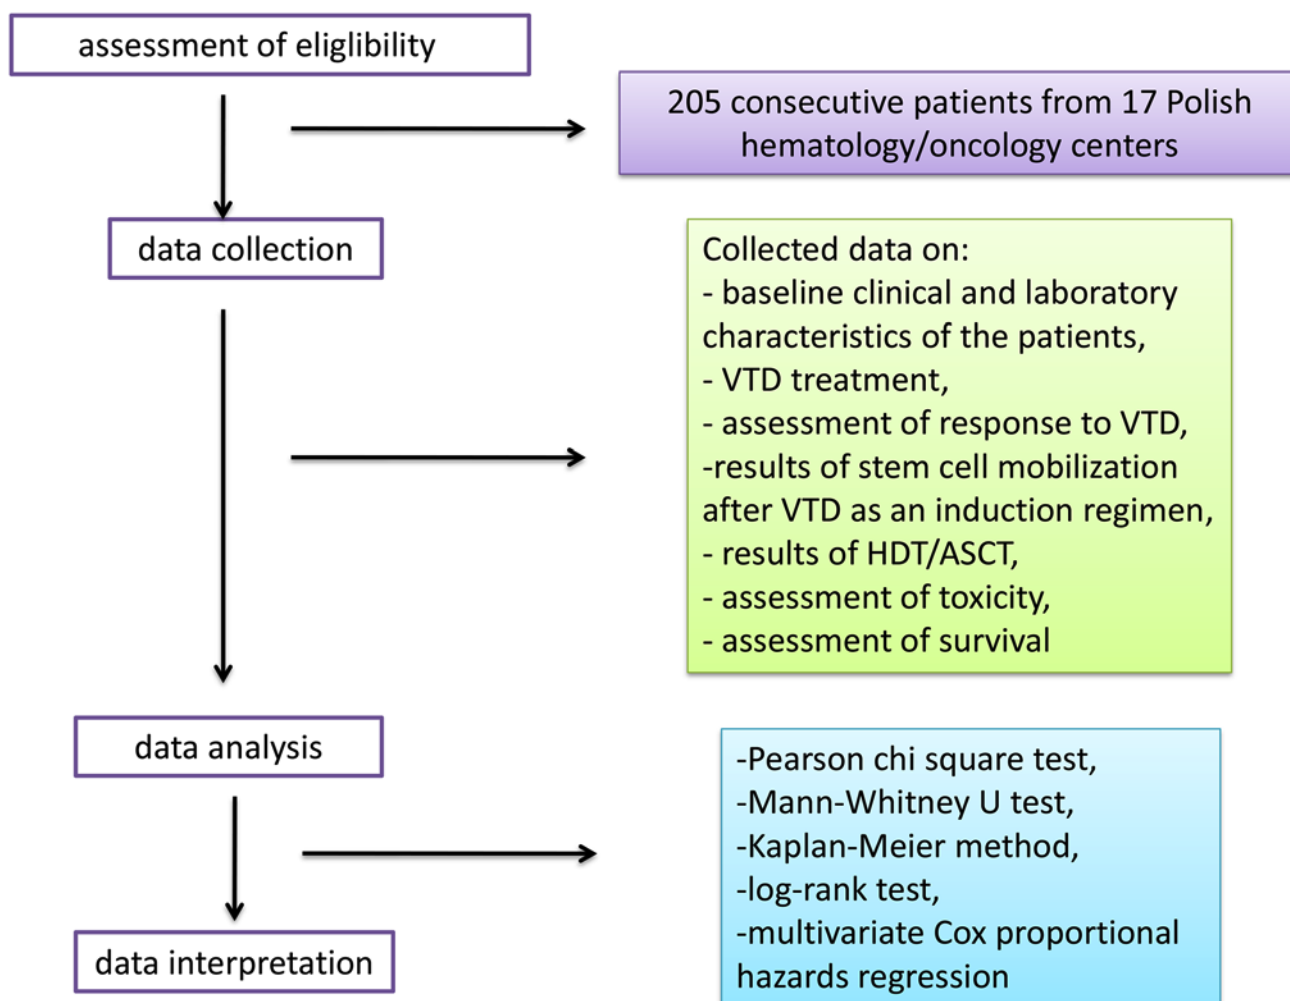 assessment of eliglibility
205 consecutive patients from 17 Polish
hematology/oncology centers
data collection
Collected data on:
- baseline clinical and laboratory
characteristics of the patients,
- VTD treatment,
- assessment of response to VTD,
-results of stem cell mobilization
after VTD as an induction regimen,
- results of HDT/ASCT,
- assessment of toxicity,
- assessment of survival
data analysis
-Pearson chi square test,
-Mann-Whitney U test,
-Kaplan-Meier method,
-log-rank test,
-multivariate Cox proportional
hazards regression
data interpretation